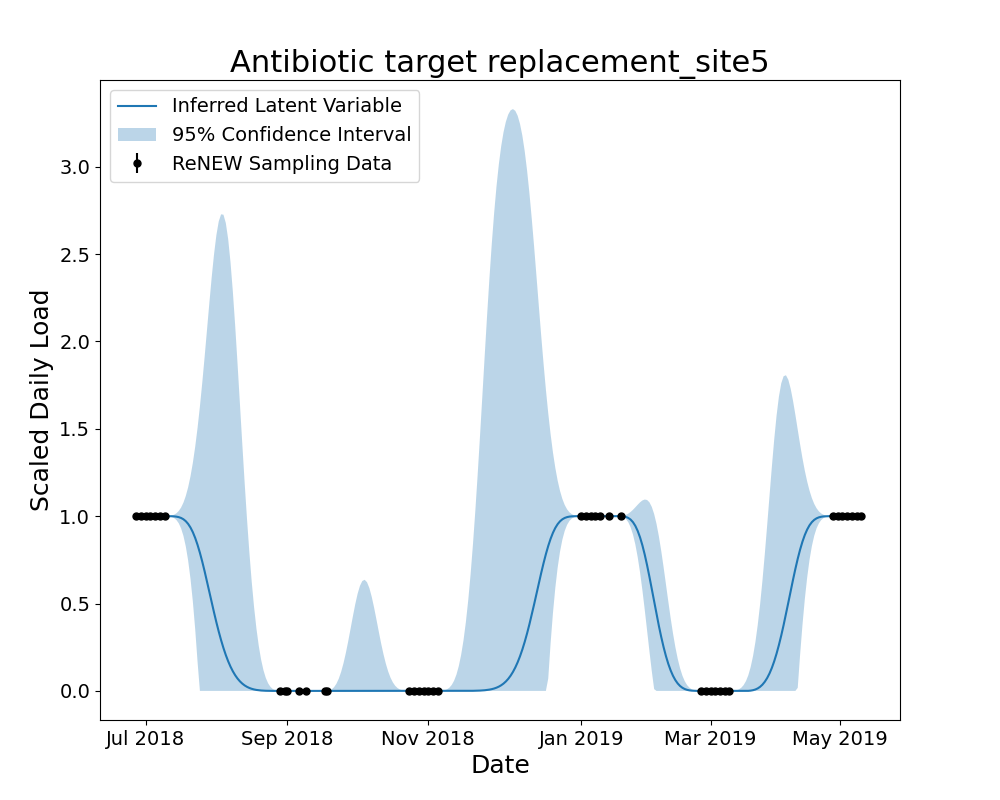 Antibiotic target replacement_site5
Inferred Latent Variable
95% Confidence Interval
ReNEW Sampling Data
Scaled Daily Load
3.0
2.5
2.0
1.5
1.0
0.5
0.0
Jul 2018 Sep 2018 Nov 2018 Jan 2019 Mar 2019 May 2019
Date